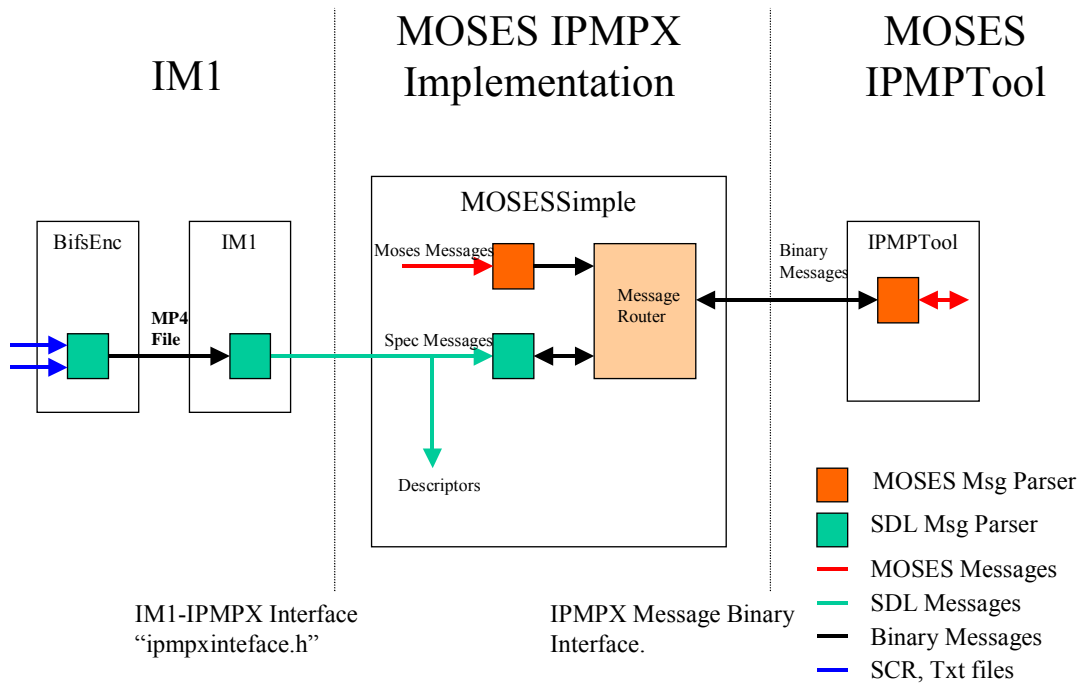 IM1
MOSES IPMPX
Implementation
MOSES
IPMPTool
BifsEnc
MP4
File
IM1
MOSESSimple
Moses Messages
Spec Messages
Message
Router
Descriptors
Binary
Messages
IPMPTool
MOSES Msg Parser
SDL Msg Parser
MOSES Messages
SDL Messages
Binary Messages
SCR, Txt files
IM1-IPMPX Interface
“ipmpxinteface.h”
IPMPX Message Binary
Interface.